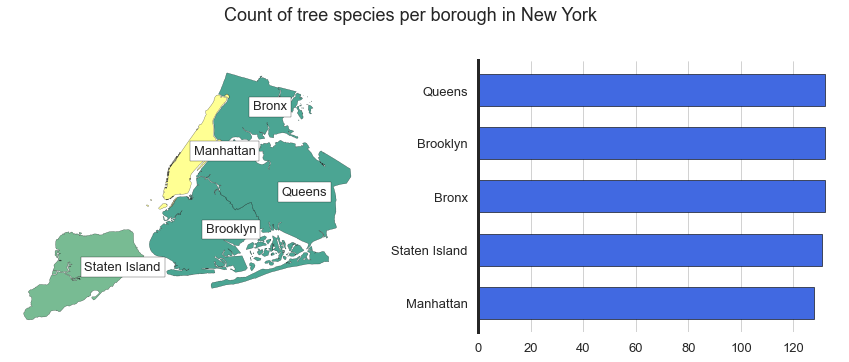 Count of tree species per borough in New York
Bronx
Manhattan
Queens
Brooklyn
Staten Island
Queens
Brooklyn
Bronx
Staten Island
Manhattan
0 20 40 60 80 100 120